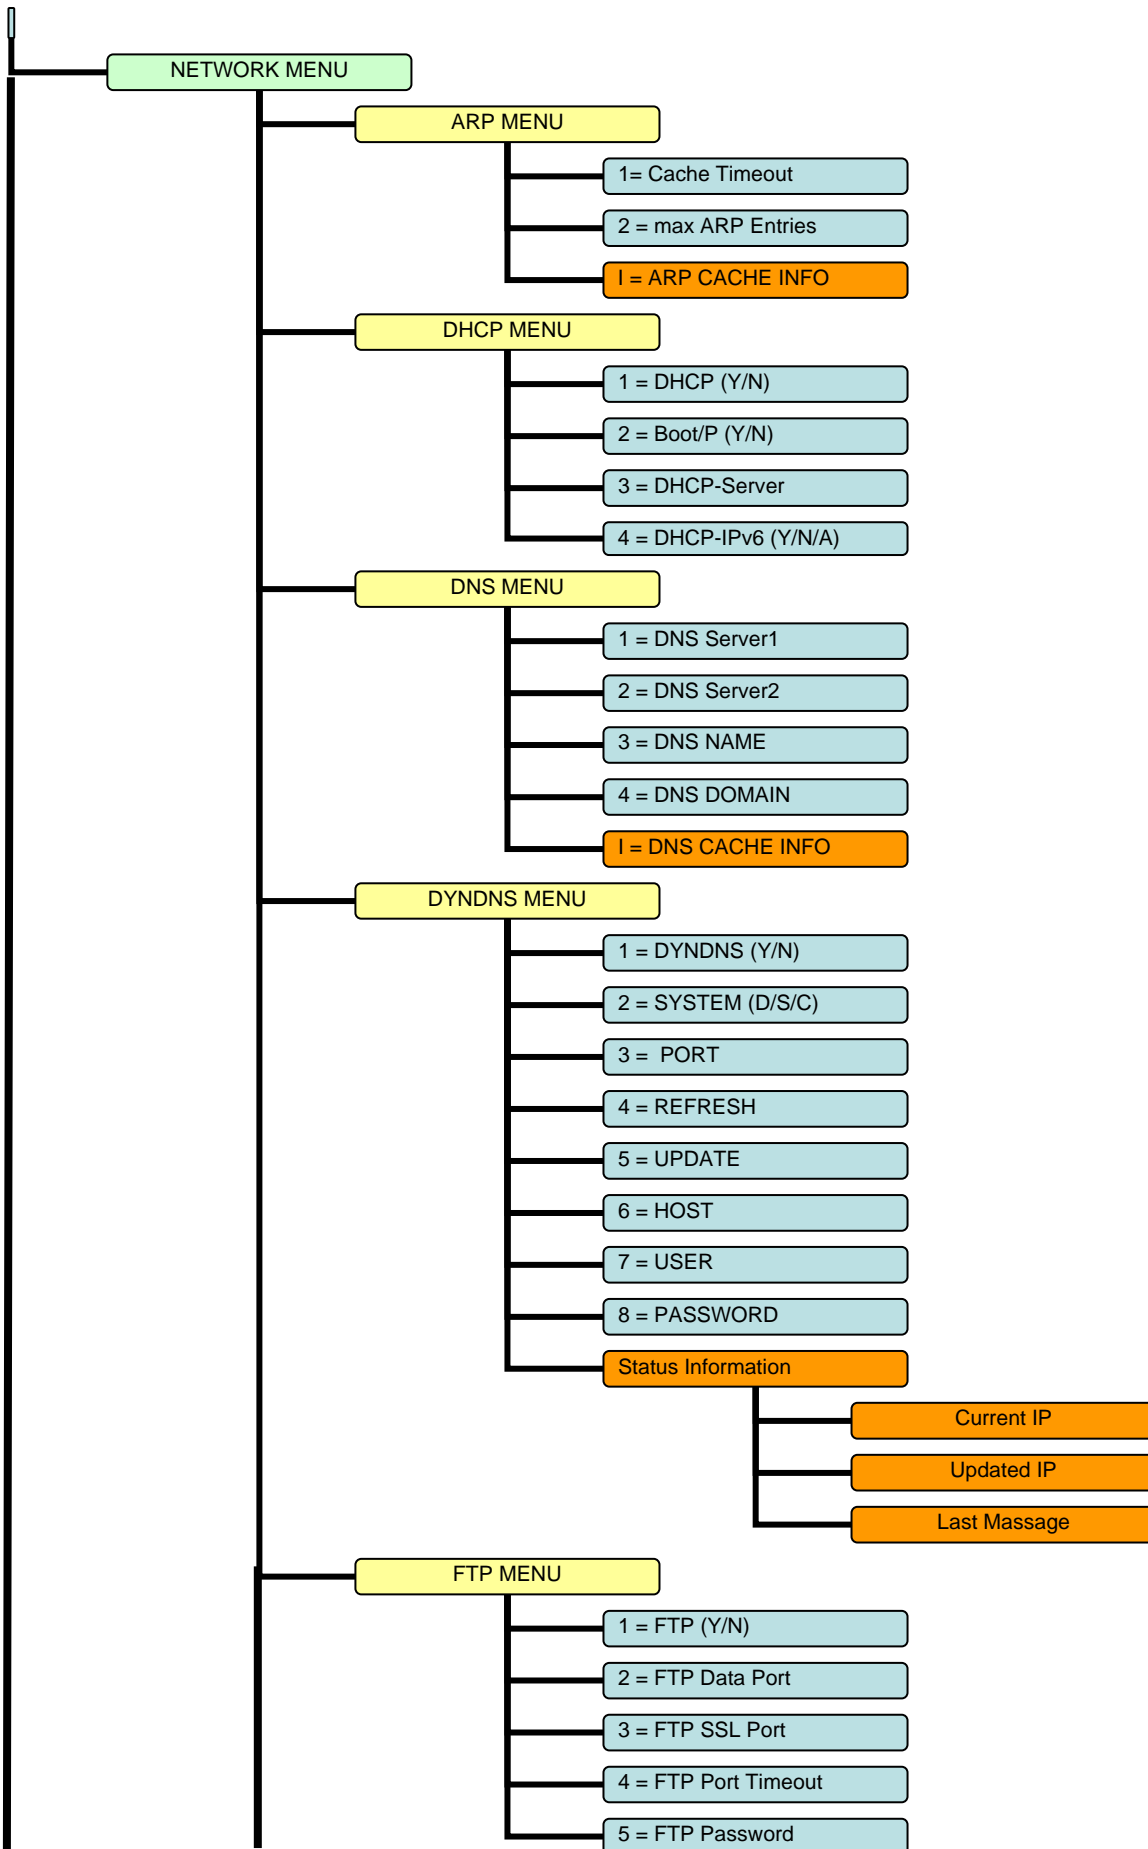 NETWORK MENU
ARP MENU
1= Cache Timeout
2 = max ARP Entries
I = ARP CACHE INFO
DHCP MENU
1 = DHCP (Y/N)
2 = Boot/P (Y/N)
3 = DHCP-Server
4 = DHCP-IPv6 (Y/N/A)
DNS MENU
1 = DNS Server1
2 = DNS Server2
3 = DNS NAME
4 = DNS DOMAIN
I = DNS CACHE INFO
DYNDNS MENU
1 = DYNDNS (Y/N)
2 = SYSTEM (D/S/C)
3 =  PORT
4 = REFRESH
5 = UPDATE
6 = HOST
7 = USER
8 = PASSWORD
Status Information
Current IP
Updated IP
Last Massage
FTP MENU
1 = FTP (Y/N)
2 = FTP Data Port
3 = FTP SSL Port
4 = FTP Port Timeout
5 = FTP Password